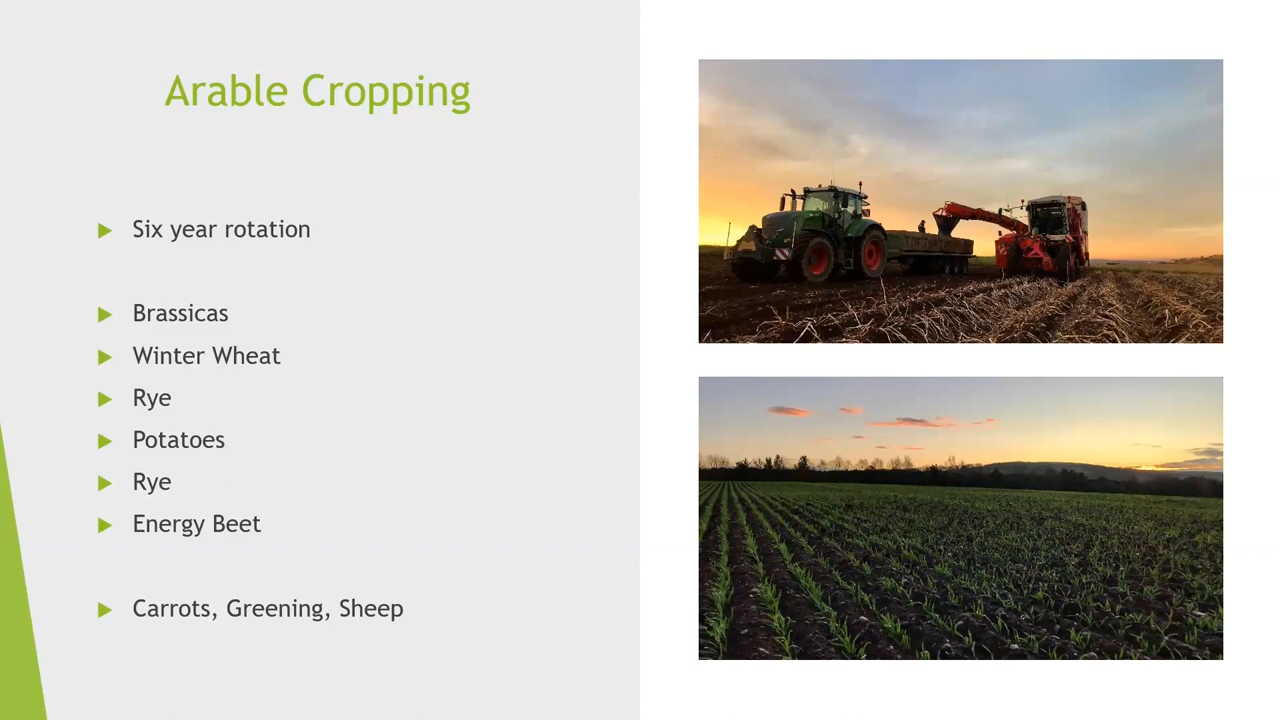 Arable Cropping
Six year rotation
Brassicas
Winter Wheat
Rye
Potatoes
Rye
Energy Beet
Carrots, Greening, Sheep